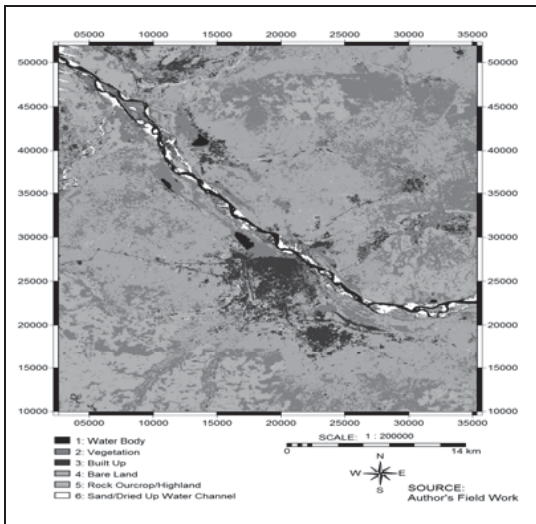 05000 10000 15000 20000 25000 30000 35000
50000 50000
45000 45000
40000 40000
35000 35000
30000 30000
25000 25000
20000 20000
15000 15000
10000 10000
05000 10000 15000 20000 25000 30000 35000
1: Water Body
2: Vegetation
3: Built Up
4: Bare Land
5: Rock Ourcrop/Highland
6: Sand/Dried Up Water Channel
SCALE: 1 : 200000
0 14 km
N
W E
S
SOURCE:
Author's Field Work